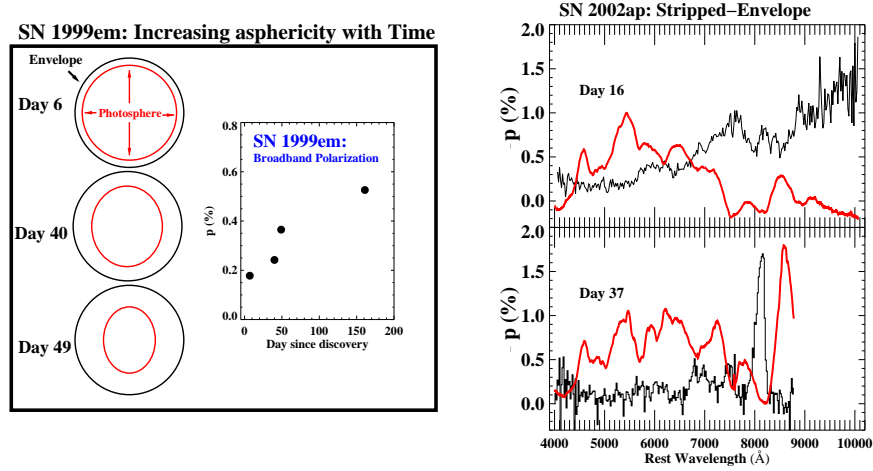 SN 1999em: Increasing asphericity with Time
Envelope
Day 6
Photosphere
Day 40
Day 49
SN 1999em:
Broadband Polarization
0.8
0.6
0.4
0.2
0.0
p (%)
0 50 100 150 200
Day since discovery
SN 2002ap: Stripped-Envelope
2.0
1.5
1.0
0.5
0.0
p (%)
Day 16
2.0
1.5
1.0
0.5
0.0
p (%)
Day 37
4000 5000 6000 7000 8000 9000 10000
Rest Wavelength (Å)